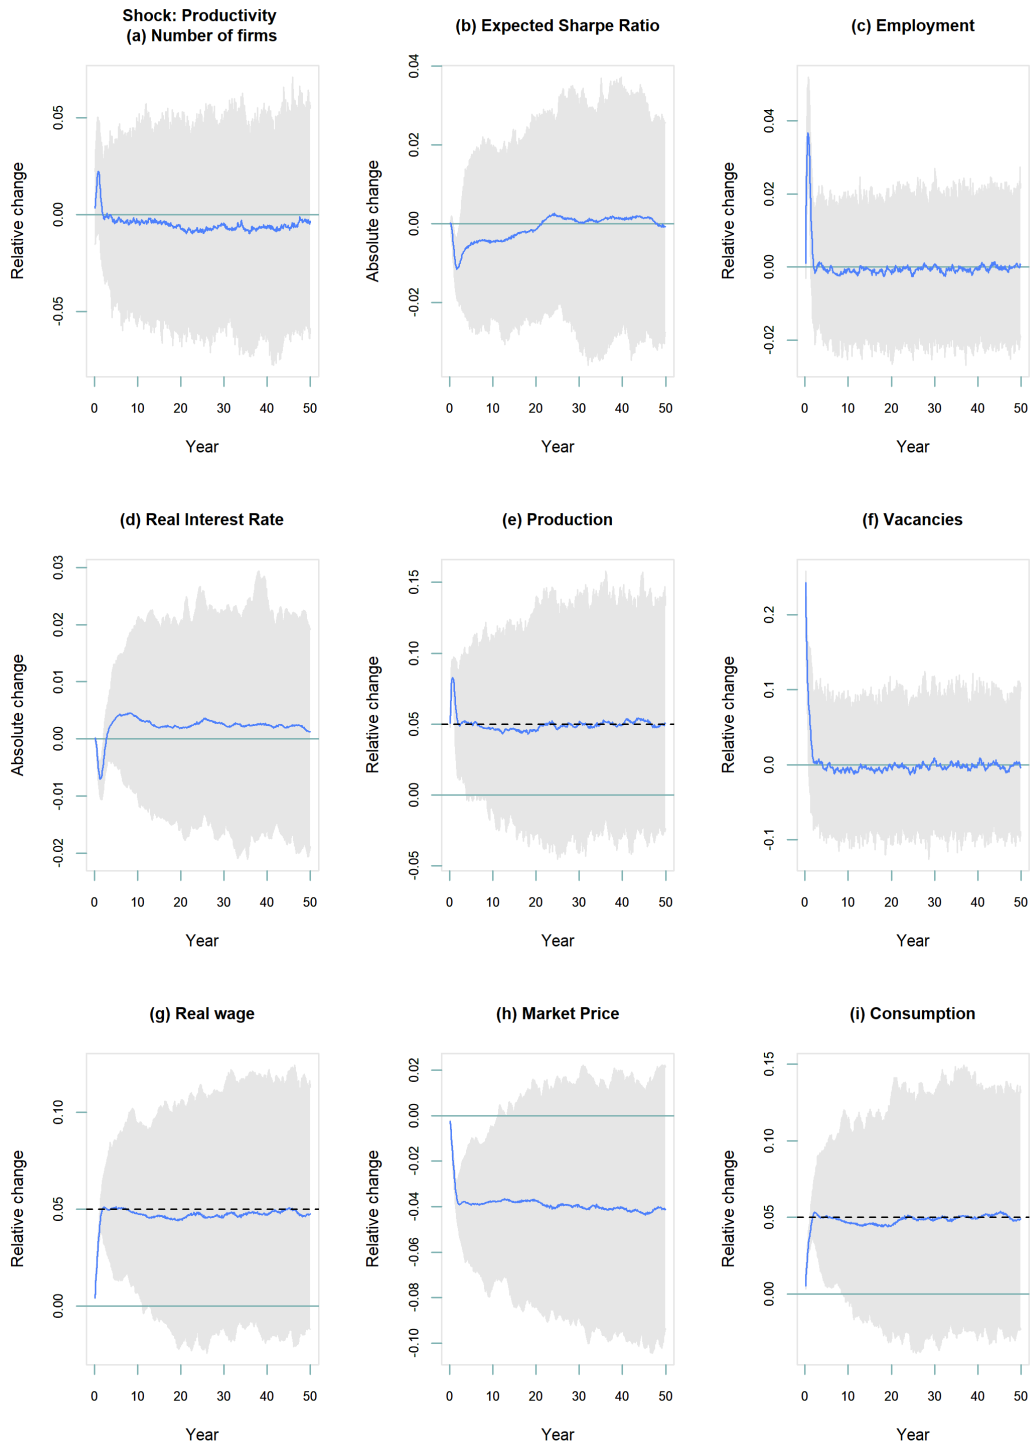 Shock: Productivity
(a) Number of firms
Relative change
0.05
0.00
-0.05
0 10 20 30 40 50
Year
(b) Expected Sharpe Ratio
Absolute change
0.04
0.02
0.00
-0.02
0 10 20 30 40 50
Year
(c) Employment
Relative change
0.04
0.02
0.00
-0.02
0 10 20 30 40 50
Year
(d) Real Interest Rate
Absolute change
0.03
0.02
0.01
0.00
-0.01
-0.02
0 10 20 30 40 50
Year
(e) Production
Relative change
0.15
0.10
0.05
0.00
-0.05
0 10 20 30 40 50
Year
(f) Vacancies
Relative change
0.2
0.1
0.0
-0.1
0 10 20 30 40 50
Year
(g) Real wage
Relative change
0.10
0.05
0.00
0 10 20 30 40 50
Year
(h) Market Price
Relative change
0.02
0.00
-0.02
-0.04
-0.06
-0.08
-0.10
0 10 20 30 40 50
Year
(i) Consumption
Relative change
0.15
0.10
0.05
0.00
0 10 20 30 40 50
Year